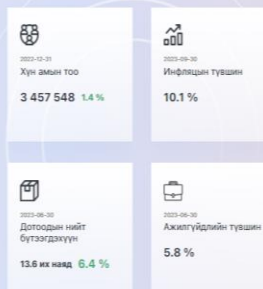 2023-12-31
Хүн амын тоо
3 457 548 1.4 %
2023-09-30
Инфляцын түвшин
10.1 %
2023-06-30
Дотоодын нийт
бүтээгдэхүүн
13.6 их наяд 6.4 %
2023-06-30
Ажилгүйдлийн түвшин
5.8 %